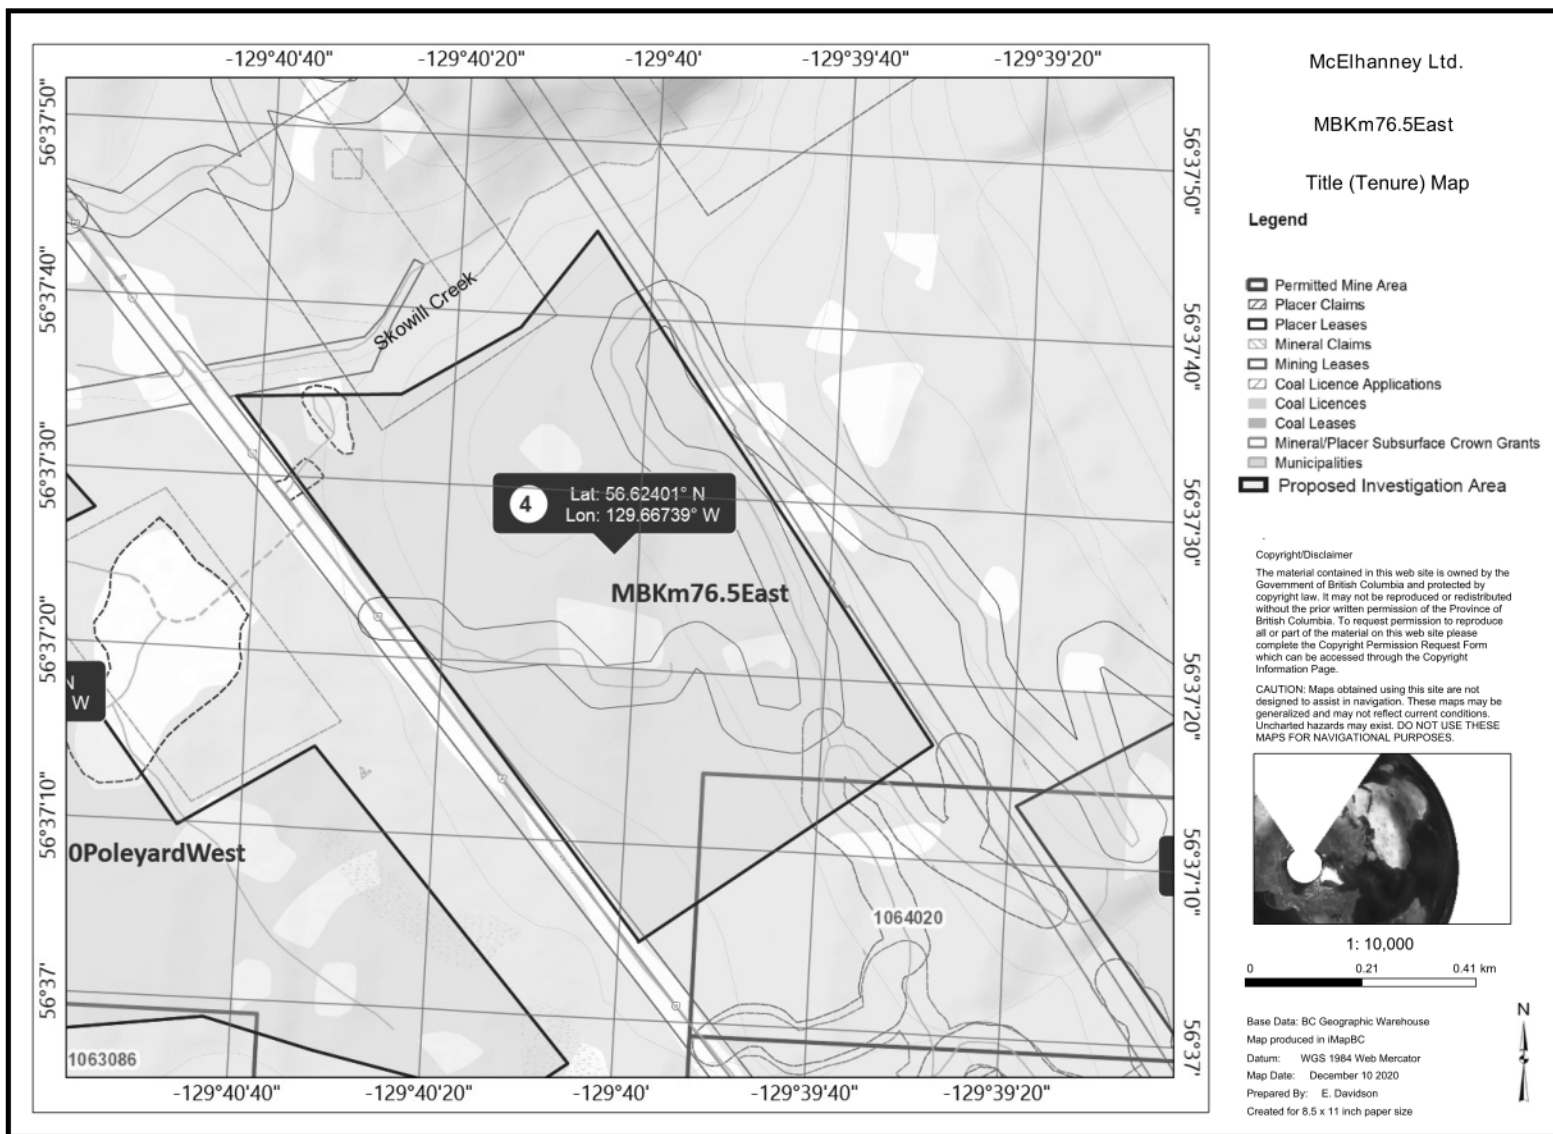 -129°40'40" -129°40'20" -129°40' -129°39'40" -129°39'20"
56°37'50"
56°37'40"
56°37'30"
56°37'20"
56°37'10"
56°37'
56°37'50"
56°37'40"
56°37'30"
56°37'20"
56°37'10"
56°37'
Skowill Creek
4
Lat: 56.62401° N
Lon: 129.66739° W
MBKm76.5East
N
W
0PoleyardWest
1064020
1063086
-129°40'40" -129°40'20" -129°40' -129°39'40" -129°39'20"
McElhanney Ltd.
MBKm76.5East
Title (Tenure) Map
Legend
Permitted Mine Area
Placer Claims
Placer Leases
Mineral Claims
Mining Leases
Coal Licence Applications
Coal Licences
Coal Leases
Mineral/Placer Subsurface Crown Grants
Municipalities
Proposed Investigation Area
Copyright/Disclaimer
The material contained in this web site is owned by the
Government of British Columbia and protected by
copyright law. It may not be reproduced or redistributed
without the prior written permission of the Province of
British Columbia. To request permission to reproduce
all or part of the material on this web site please
complete the Copyright Permission Request Form
which can be accessed through the Copyright
Information Page.
CAUTION: Maps obtained using this site are not
designed to assist in navigation. These maps may be
generalized and may not reflect current conditions.
Uncharted hazards may exist. DO NOT USE THESE
MAPS FOR NAVIGATIONAL PURPOSES.
1: 10,000
0 0.21 0.41 km
N
Base Data: BC Geographic Warehouse
Map produced in iMapBC
Datum: WGS 1984 Web Mercator
Map Date: December 10 2020
Prepared By: E. Davidson
Created for 8.5 x 11 inch paper size